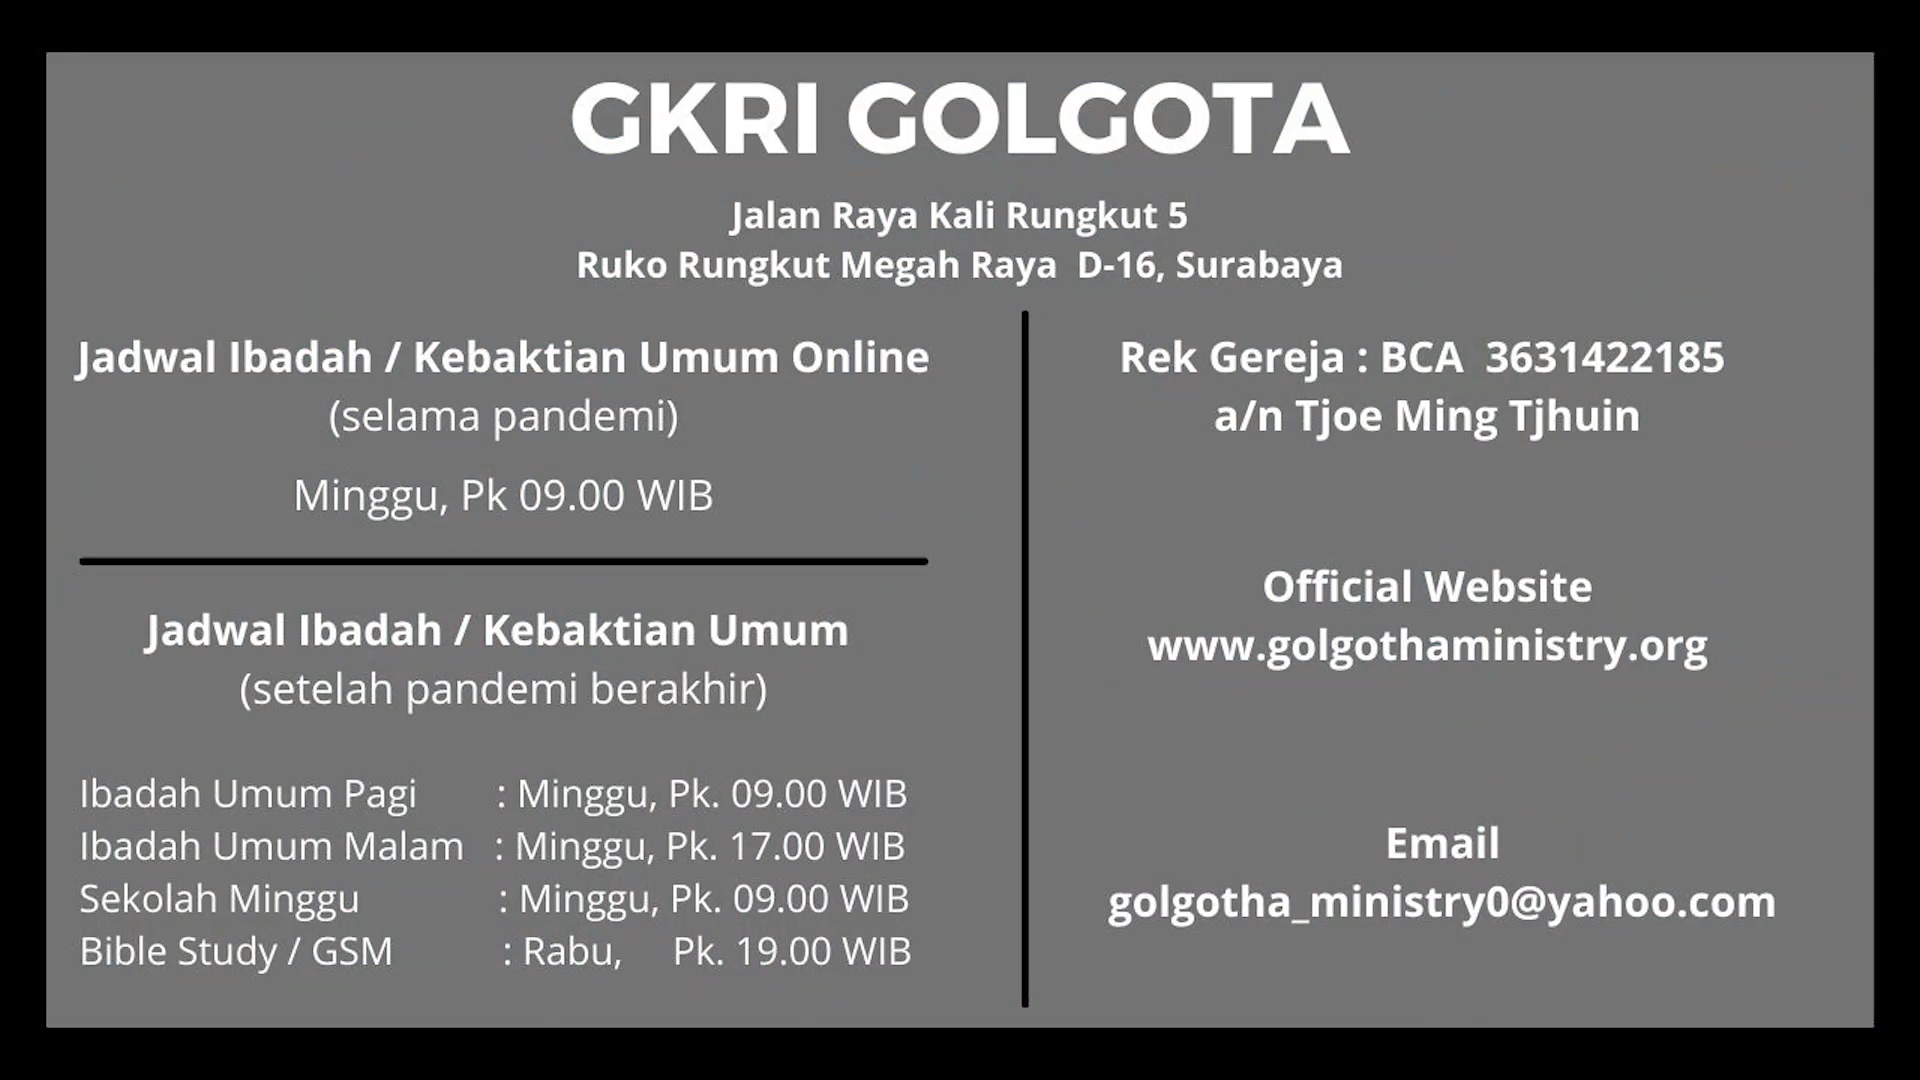 GKRI GOLGOTA
Jalan Raya Kali Rungkut 5
Ruko Rungkut Megah Raya  D-16, Surabaya
Jadwal Ibadah / Kebaktian Umum Online
(selama pandemi)
Minggu, Pk 09.00 WIB
Jadwal Ibadah / Kebaktian Umum
(setelah pandemi berakhir)
Ibadah Umum Pagi : Minggu, Pk. 09.00 WIB
Ibadah Umum Malam : Minggu, Pk. 17.00 WIB
Sekolah Minggu : Minggu, Pk. 09.00 WIB
Bible Study / GSM : Rabu, Pk. 19.00 WIB
Rek Gereja : BCA  3631422185
a/n Tjoe Ming Tjhuin
Official Website
www.golgothaministry.org
Email
golgotha_ministry0@yahoo.com